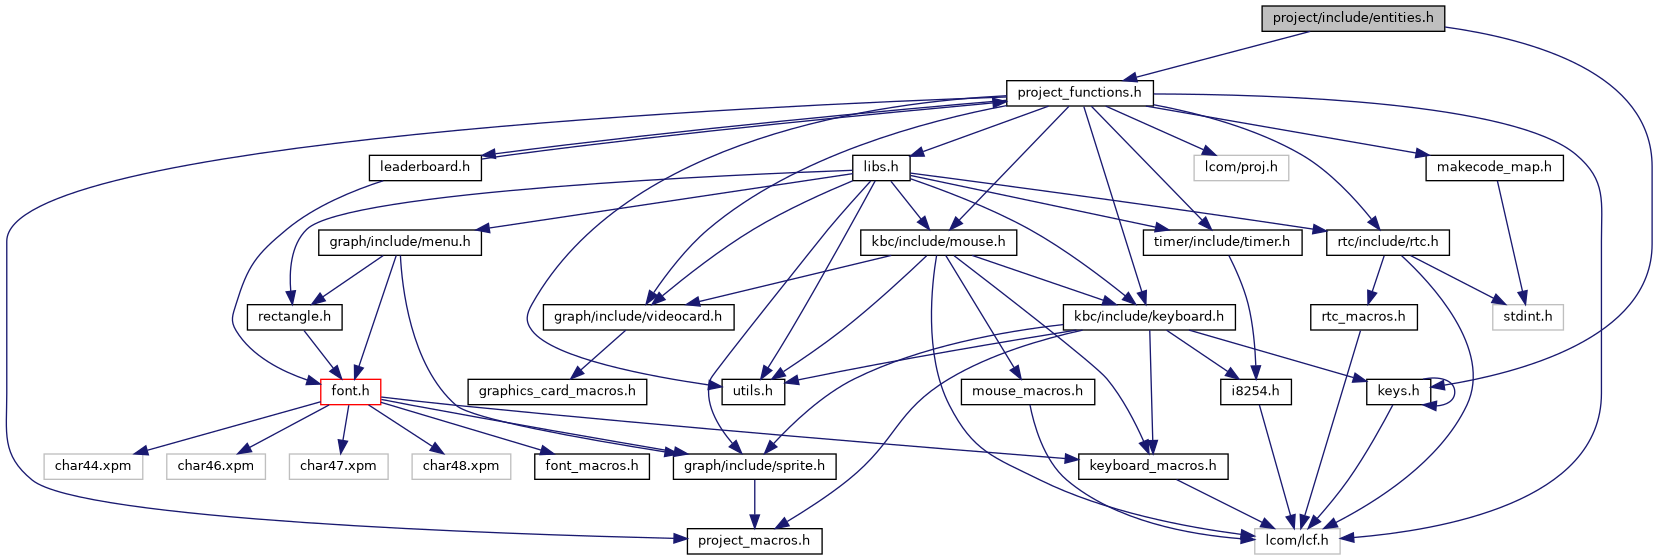 project/include/entities.h
project_functions.h
leaderboard.h
libs.h
lcom/proj.h
makecode_map.h
graph/include/menu.h
kbc/include/mouse.h
timer/include/timer.h
rtc/include/rtc.h
rectangle.h
graph/include/videocard.h
kbc/include/keyboard.h
rtc_macros.h
stdint.h
font.h
graphics_card_macros.h
utils.h
mouse_macros.h
i8254.h
keys.h
char44.xpm
char46.xpm
char47.xpm
char48.xpm
font_macros.h
graph/include/sprite.h
keyboard_macros.h
project_macros.h
lcom/lcf.h